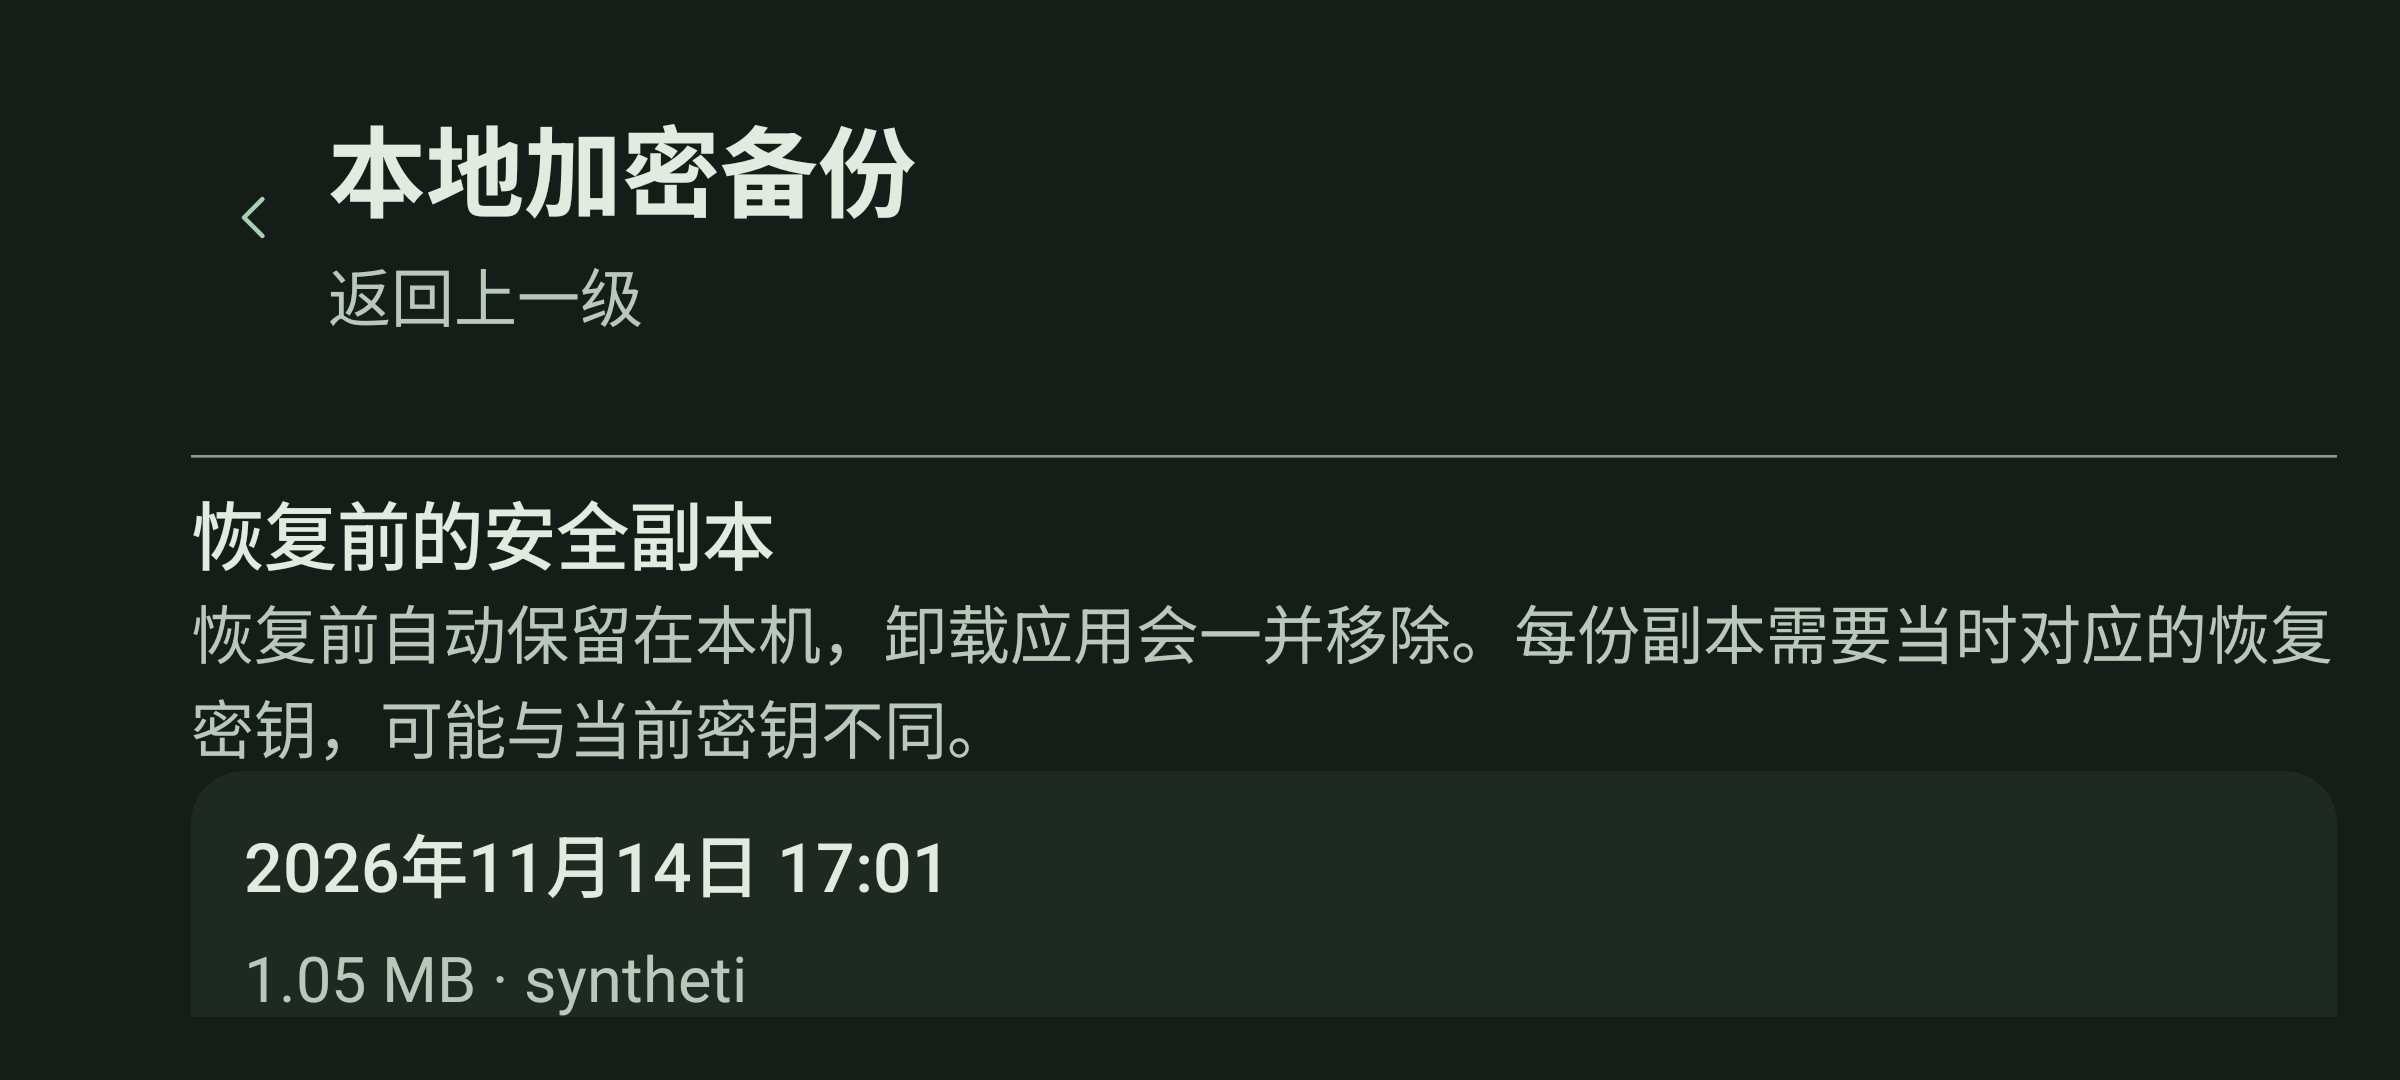 本地加密备份
返回上一级
恢复前的安全副本
恢复前自动保留在本机，卸载应用会一并移除。每份副本需要当时对应的恢复
密钥，可能与当前密钥不同。
2026年11月14日 17:01
1.05 MB · syntheti